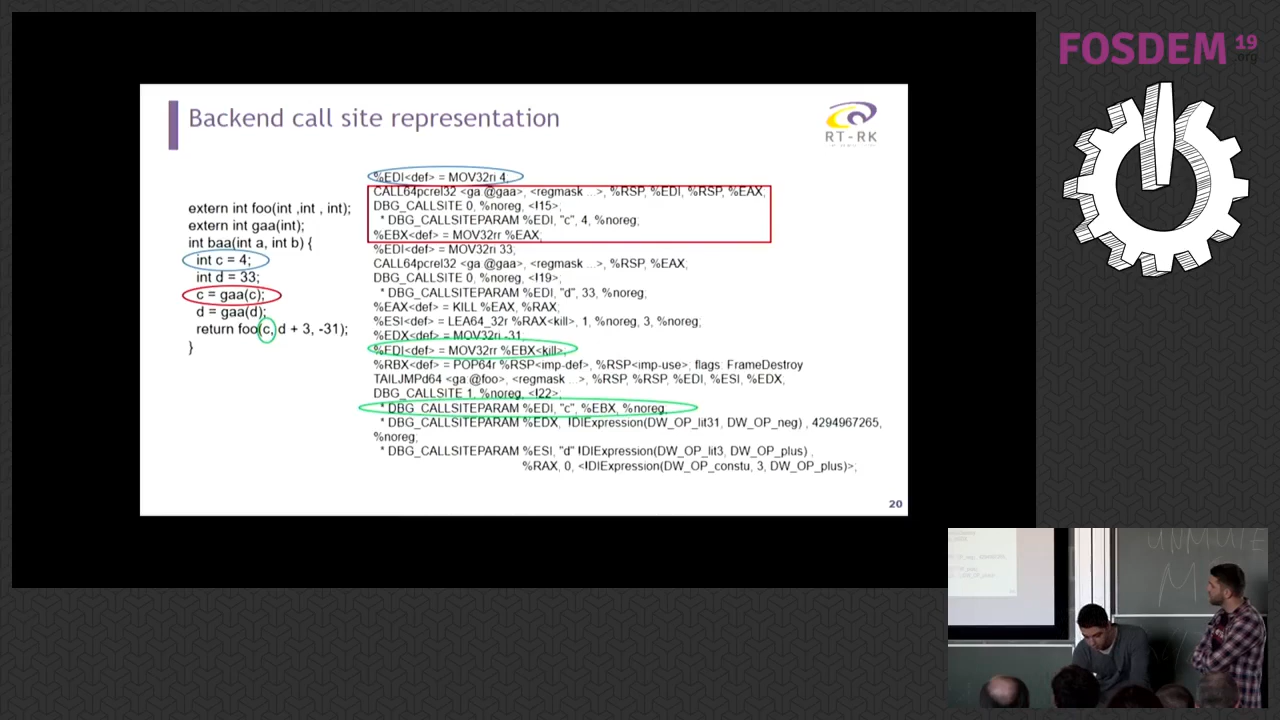 FOSDEM 19
.org
Backend call site representation
RT-RK
extern int foo(int ,int , int);
extern int gaa(int);
int baa(int a, int b) {
int c = 4;
int d = 33;
c = gaa(c);
d = gaa(d);
return foo(c, d + 3, -31);
}
%EDI<def> = MOV32ri 4;
CALL64pcrel32 <ga @gaa>, <regmask ...>, %RSP, %EDI, %RSP, %EAX,
DBG_CALLSITE 0, %noreg, <!15>;
* DBG_CALLSITEPARAM %EDI, "c", 4, %noreg;
%EBX<def> = MOV32rr %EAX;
%EDI<def> = MOV32ri 33;
CALL64pcrel32 <ga @gaa>, <regmask ...>, %RSP, %EAX;
DBG_CALLSITE 0, %noreg, <!19>;
* DBG_CALLSITEPARAM %EDI, "d", 33, %noreg,
%EAX<def> = KILL %EAX, %RAX;
%ESI<def> = LEA64_32r %RAX<kill>, 1, %noreg, 3, %noreg;
%EDX<def> = MOV32ri -31;
%EDI<def> = MOV32rr %EBX<kill>;
%RBX<def> = POP64r %RSP<imp-def>, %RSP<imp-use>; flags: FrameDestroy
TAILJMPd64 <ga @foo>, <regmask ...>, %RSP, %RSP, %EDI, %ESI, %EDX,
DBG_CALLSITE 1, %noreg, <!22>;
* DBG_CALLSITEPARAM %EDI, "c", %EBX, %noreg,
* DBG_CALLSITEPARAM %EDX, !DIExpression(DW_OP_lit31, DW_OP_neg) , 4294967265,
%noreg;
* DBG_CALLSITEPARAM %ESI, "d" !DIExpression(DW_OP_lit3, DW_OP_plus) ,
%RAX, 0, <!DIExpression(DW_OP_constu, 3, DW_OP_plus)>;
20
UNMUTE